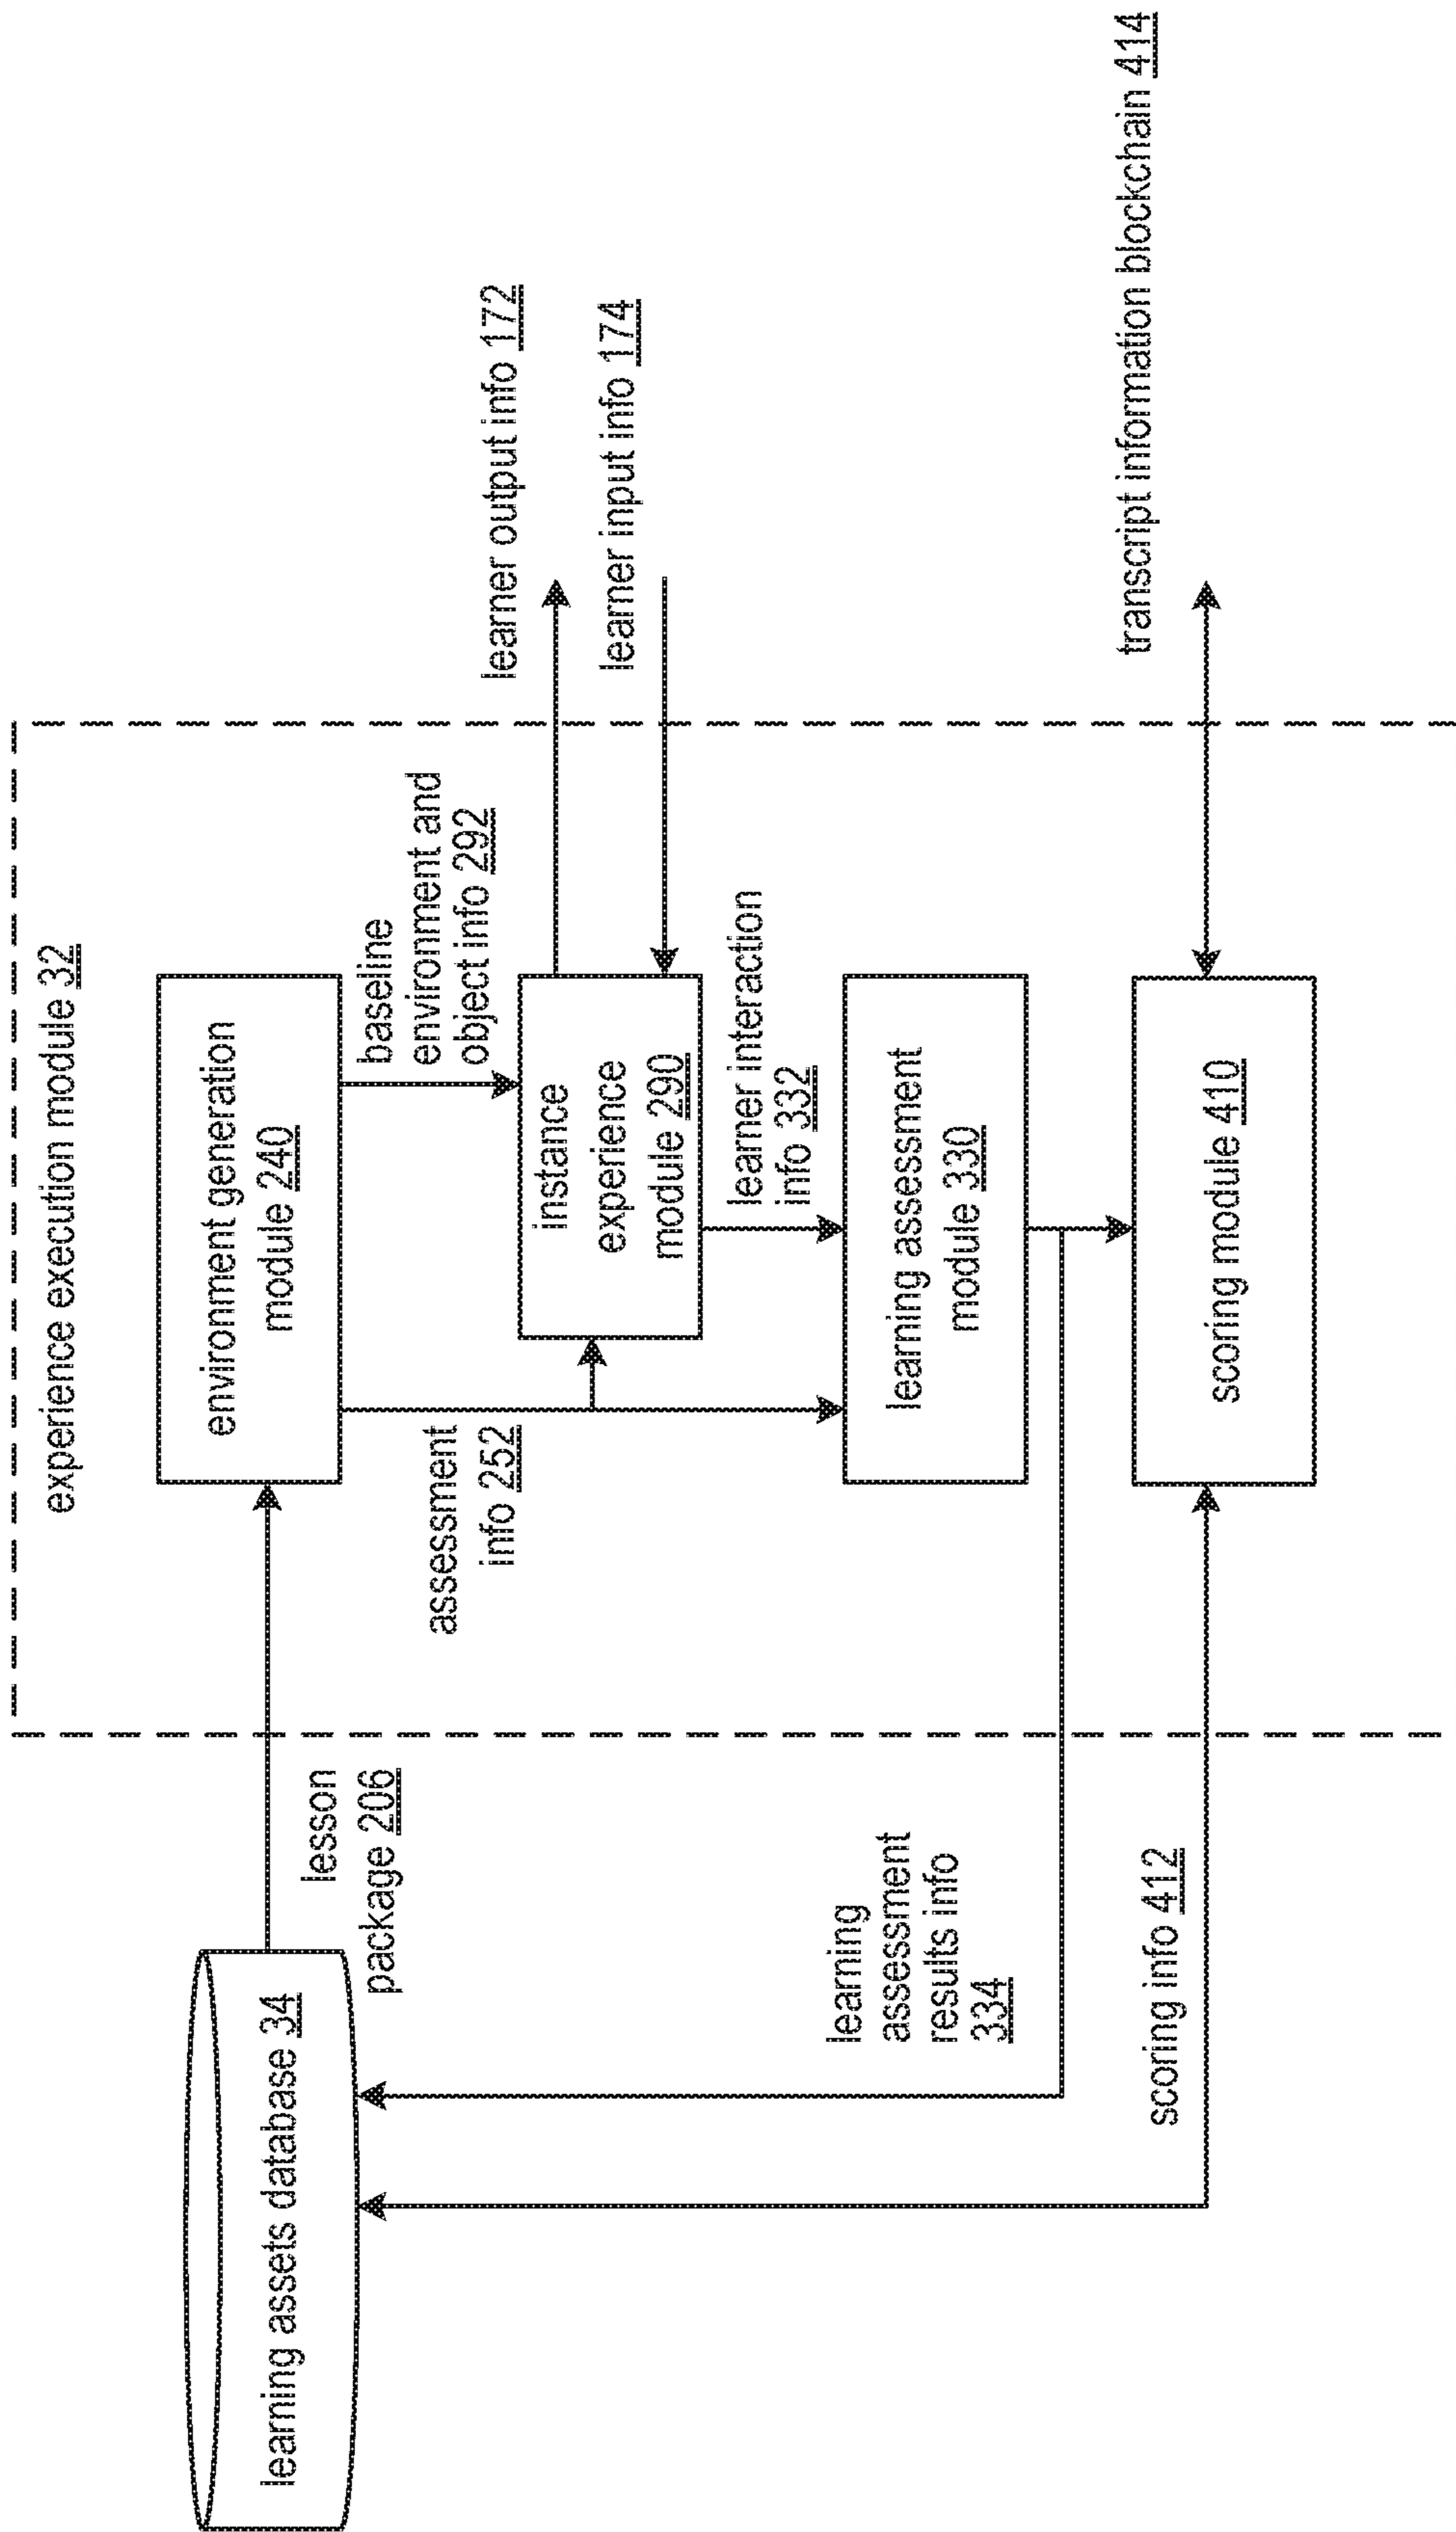 experience execution module 32
learning assets database 34
lesson
package 206
environment generation
module 240
assessment
info 252
baseline
environment and
object info 292
instance
experience
module 290
learner output info 172
learner input info 174
learner interaction
info 332
learning assessment
module 330
learning
assessment
results info
334
scoring info 412
scoring module 410
transcript information blockchain 414